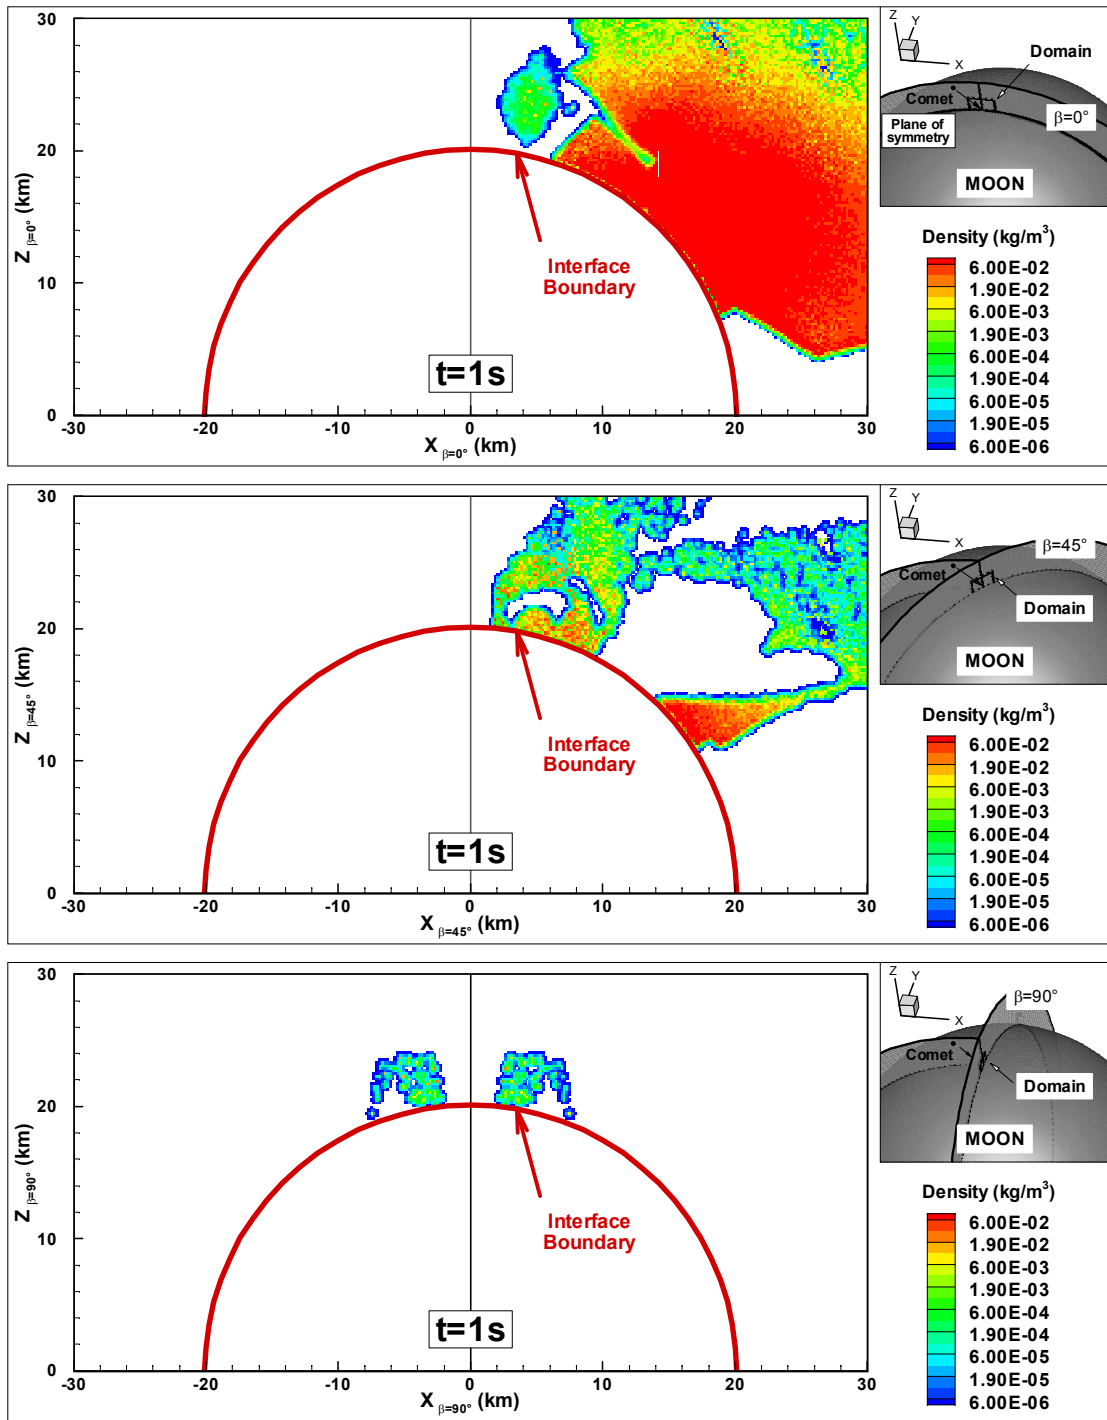 30
20
10
0
Z β=0° (km)
-30 -20 -10 0 10 20 30
X β=0° (km)
Interface
Boundary
t=1s
Z
Y
X
Domain
Comet
β=0°
Plane of
symmetry
MOON
Density (kg/m³)
6.00E-02
1.90E-02
6.00E-03
1.90E-03
6.00E-04
1.90E-04
6.00E-05
1.90E-05
6.00E-06
30
20
10
0
Z β=45° (km)
-30 -20 -10 0 10 20 30
X β=45° (km)
Interface
Boundary
t=1s
Z
Y
X
β=45°
Comet
Domain
MOON
Density (kg/m³)
6.00E-02
1.90E-02
6.00E-03
1.90E-03
6.00E-04
1.90E-04
6.00E-05
1.90E-05
6.00E-06
30
20
10
0
Z β=90° (km)
-30 -20 -10 0 10 20 30
X β=90° (km)
Interface
Boundary
t=1s
Z
Y
X
β=90°
Comet
Domain
MOON
Density (kg/m³)
6.00E-02
1.90E-02
6.00E-03
1.90E-03
6.00E-04
1.90E-04
6.00E-05
1.90E-05
6.00E-06